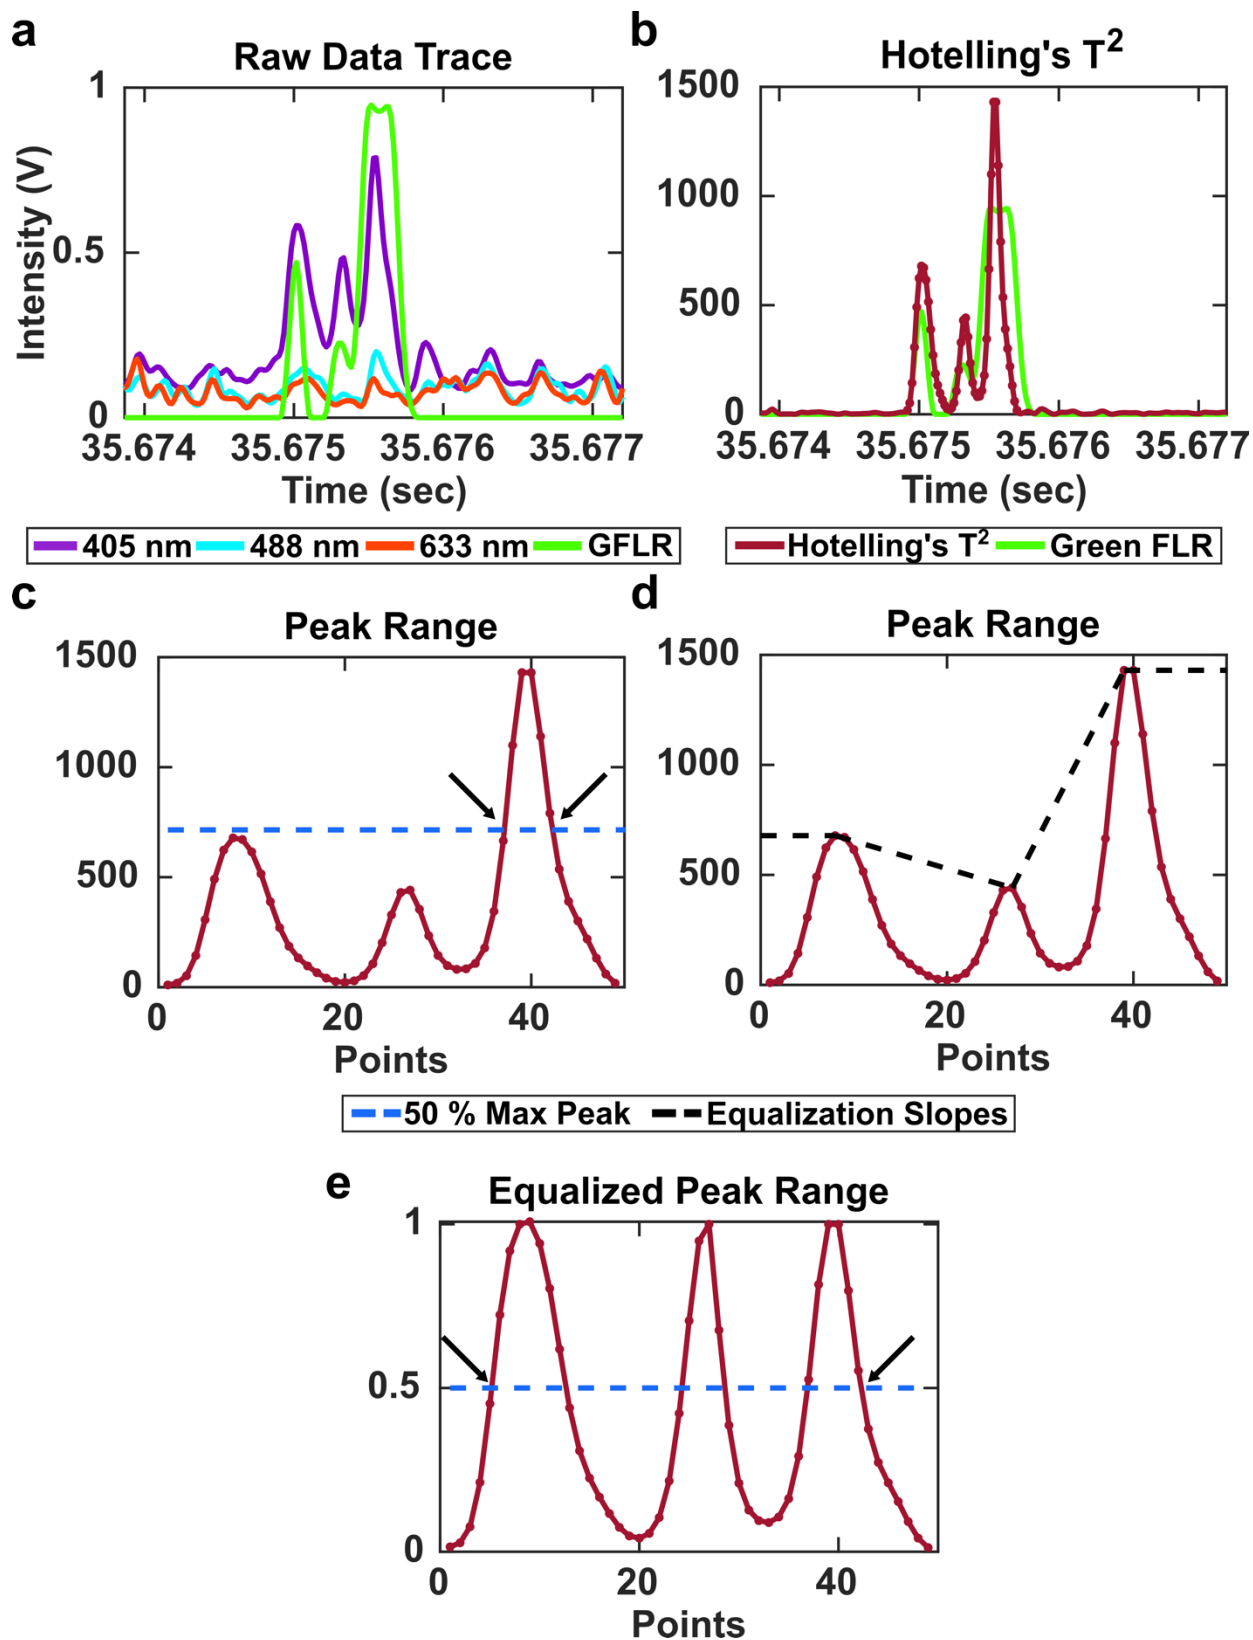 a
Raw Data Trace
1
0.5
0
Intensity (V)
35.674 35.675 35.676 35.677
Time (sec)
405 nm 488 nm 633 nm GFLR
b
Hotelling's T²
1500
1000
500
0
35.674 35.675 35.676 35.677
Time (sec)
Hotelling's T² Green FLR
c
Peak Range
1500
1000
500
0
0 20 40
Points
d
Peak Range
1500
1000
500
0
0 20 40
Points
50 % Max Peak Equalization Slopes
e
Equalized Peak Range
1
0.5
0
0 20 40
Points